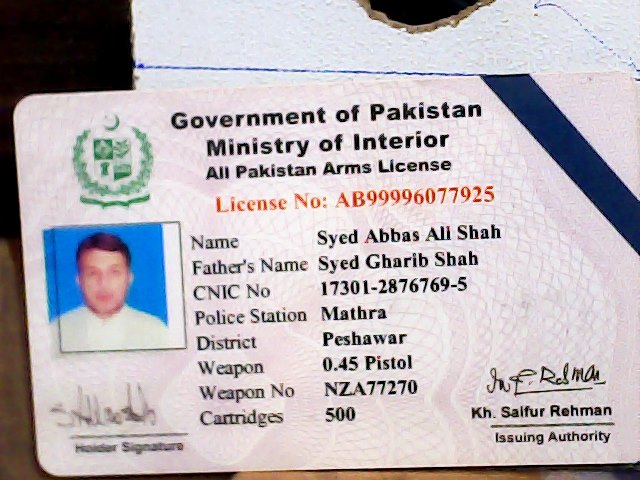 Government of Pakistan
Ministry of Interior
All Pakistan Arms License
License No: AB99996077925
Name Syed Abbas Ali Shah
Father's Name Syed Gharib Shah
CNIC No 17301-2876769-5
Police Station Mathra
District Peshawar
Weapon 0.45 Pistol
Weapon No NZA77270
Cartridges 500
Holder Signature
Kh. Saifur Rehman
Issuing Authority